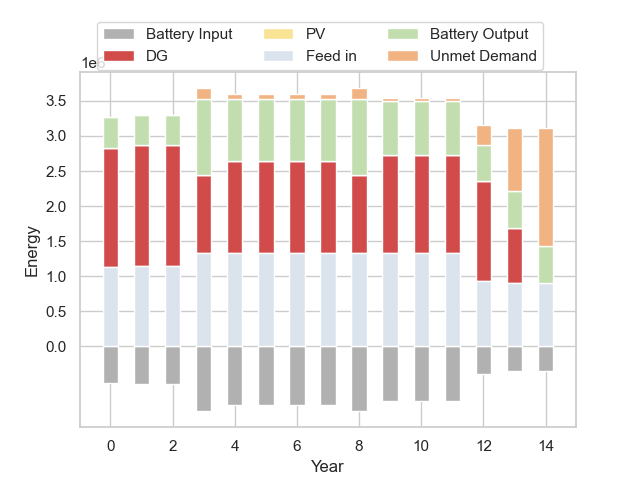 Battery Input PV Battery Output
DG Feed in Unmet Demand
1e6
3.5
3.0
2.5
2.0
1.5
1.0
0.5
0.0
Energy
0 2 4 6 8 10 12 14
Year